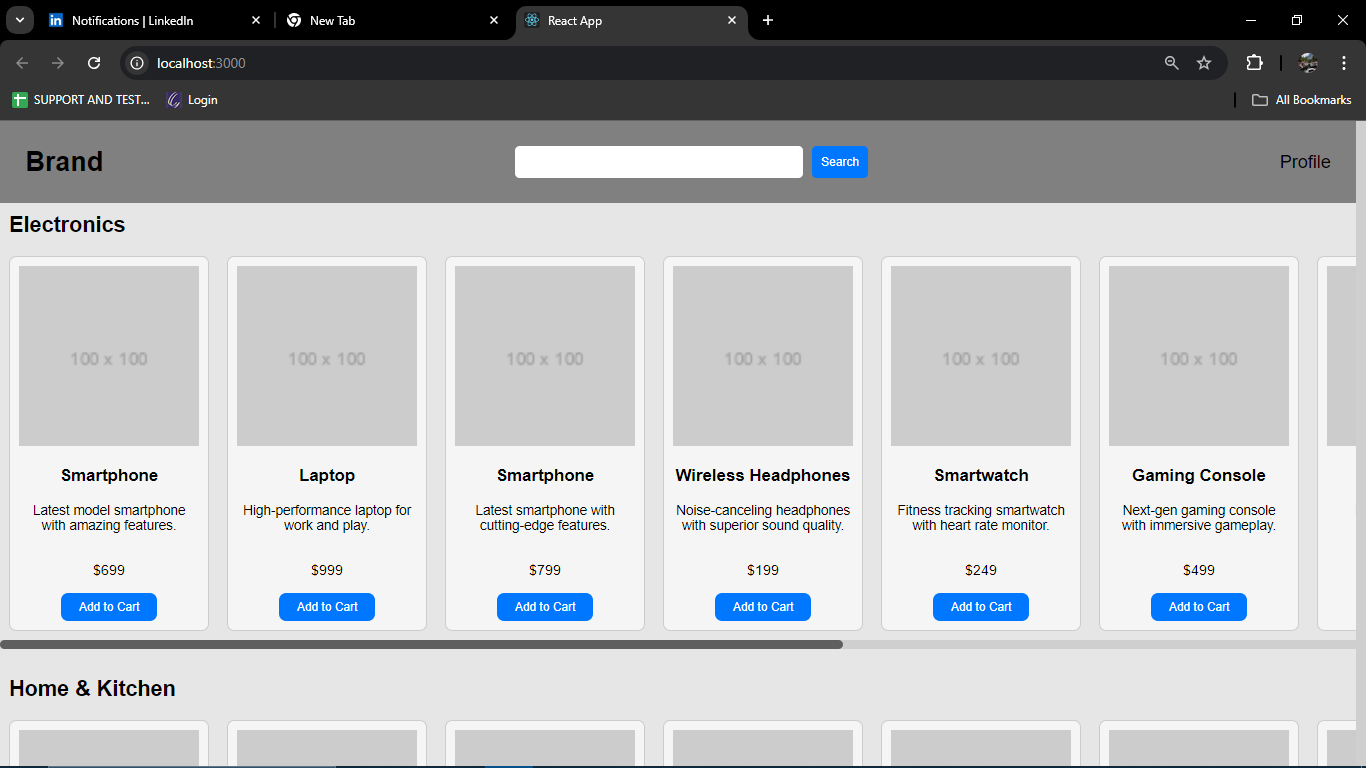 Notifications | LinkedIn
New Tab
React App
localhost:3000
SUPPORT AND TEST...
Login
All Bookmarks
Brand
Search
Profile
Electronics
100 x 100
100 x 100
100 x 100
100 x 100
100 x 100
100 x 100
Smartphone
Laptop
Smartphone
Wireless Headphones
Smartwatch
Gaming Console
Latest model smartphone
with amazing features.
High-performance laptop for
work and play.
Latest smartphone with
cutting-edge features.
Noise-canceling headphones
with superior sound quality.
Fitness tracking smartwatch
with heart rate monitor.
Next-gen gaming console
with immersive gameplay.
$699
$999
$799
$199
$249
$499
Add to Cart
Add to Cart
Add to Cart
Add to Cart
Add to Cart
Add to Cart
Home & Kitchen